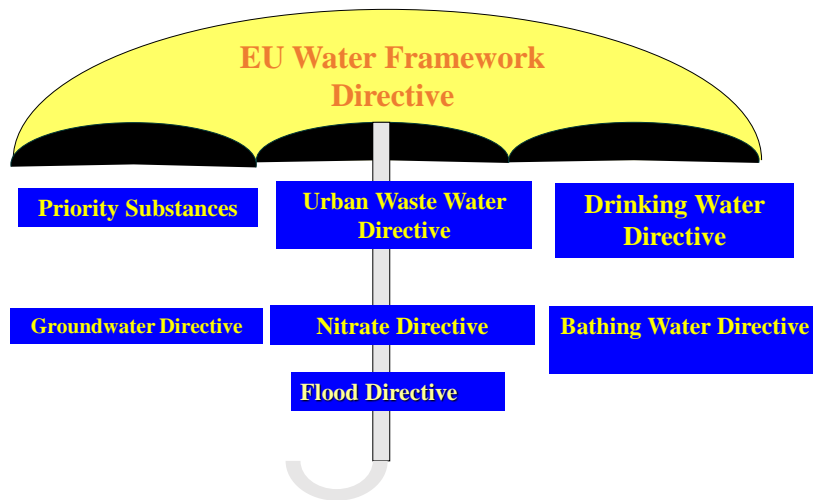 EU Water Framework
Directive
Priority Substances
Urban Waste Water
Directive
Drinking Water
Directive
Groundwater Directive
Nitrate Directive
Bathing Water Directive
Flood Directive